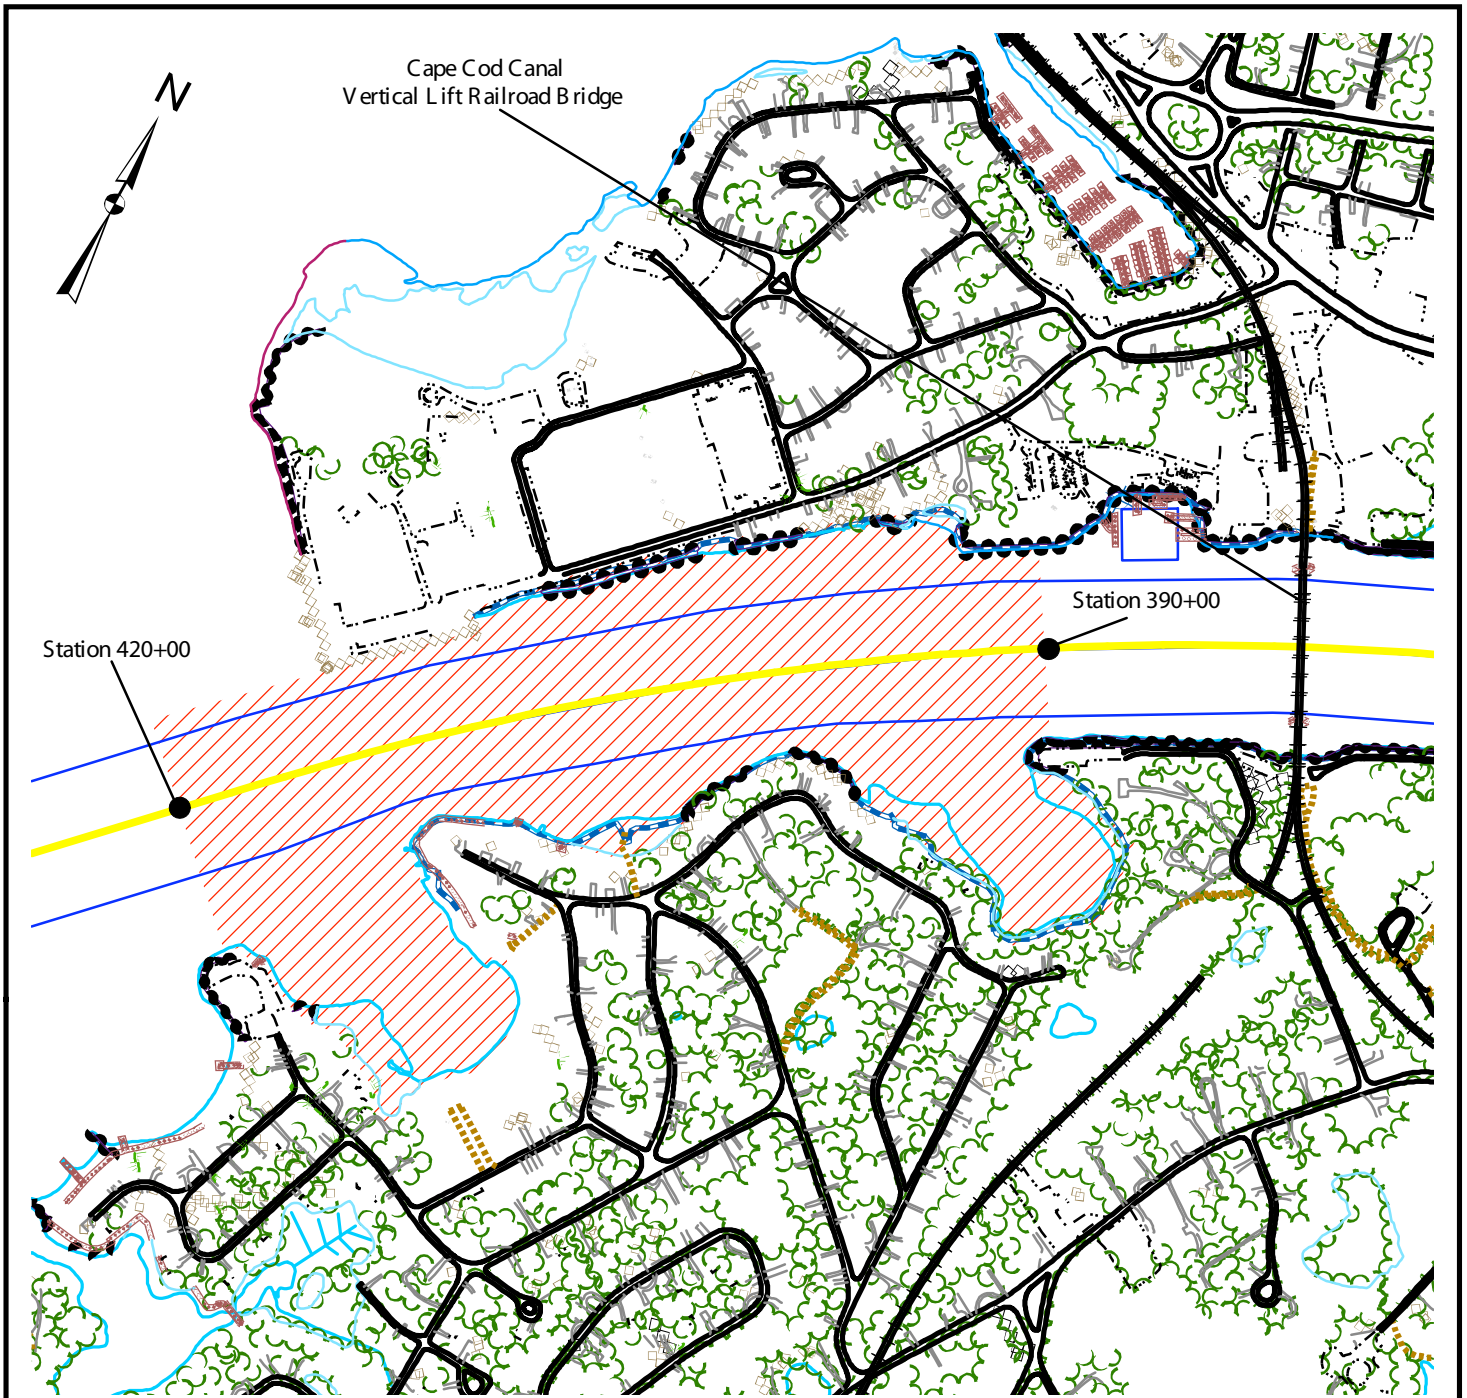 Cape Cod Canal
Vertical Lift Railroad Bridge
N
Station 390+00
Station 420+00